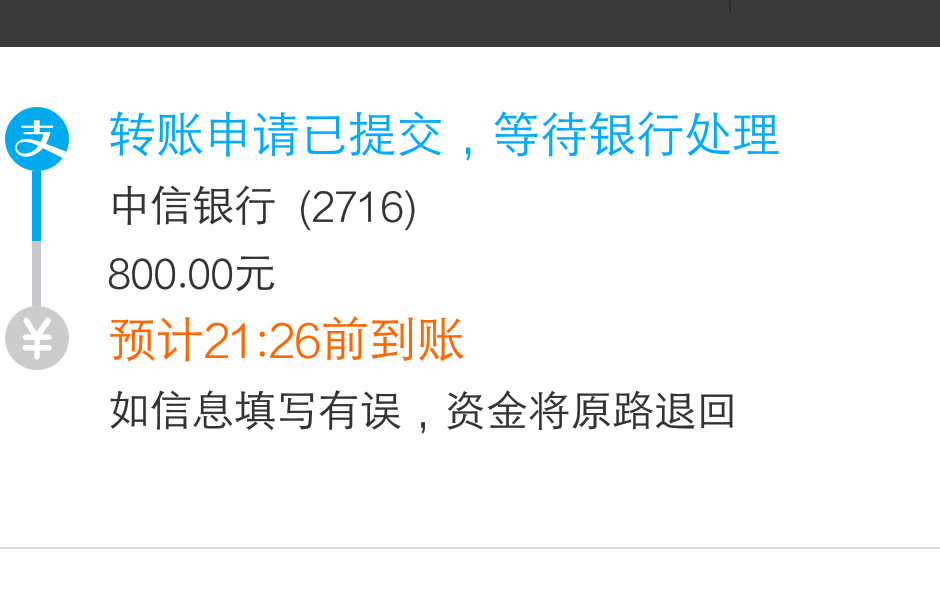 支
转账申请已提交，等待银行处理
中信银行 (2716)
800.00元
¥
预计21:26前到账
如信息填写有误，资金将原路退回